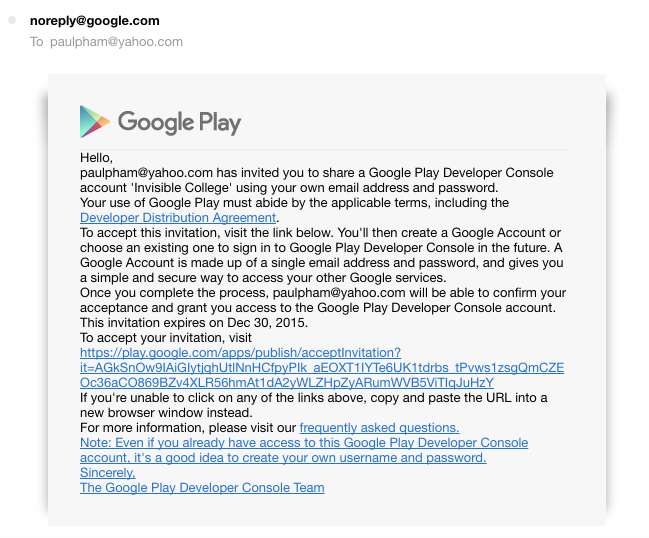 noreply@google.com
To paulpham@yahoo.com
Google Play
Hello,
paulpham@yahoo.com has invited you to share a Google Play Developer Console
account 'Invisible College' using your own email address and password.
Your use of Google Play must abide by the applicable terms, including the
Developer Distribution Agreement.
To accept this invitation, visit the link below. You'll then create a Google Account or
choose an existing one to sign in to Google Play Developer Console in the future. A
Google Account is made up of a single email address and password, and gives you
a simple and secure way to access your other Google services.
Once you complete the process, paulpham@yahoo.com will be able to confirm your
acceptance and grant you access to the Google Play Developer Console account.
This invitation expires on Dec 30, 2015.
To accept your invitation, visit
https://play.google.com/apps/publish/acceptInvitation?
it=AGkSnOw9IAiGIytjqhUtlNnHCfpyPIk_aEOXT1IYTe6UK1tdrbs_tPvws1zsgQmCZE
Oc36aCO869BZv4XLR56hmAt1dA2yWLZHpZyARumWVB5ViTIqJuHzY
If you're unable to click on any of the links above, copy and paste the URL into a
new browser window instead.
For more information, please visit our frequently asked questions.
Note: Even if you already have access to this Google Play Developer Console
account, it's a good idea to create your own username and password.
Sincerely,
The Google Play Developer Console Team